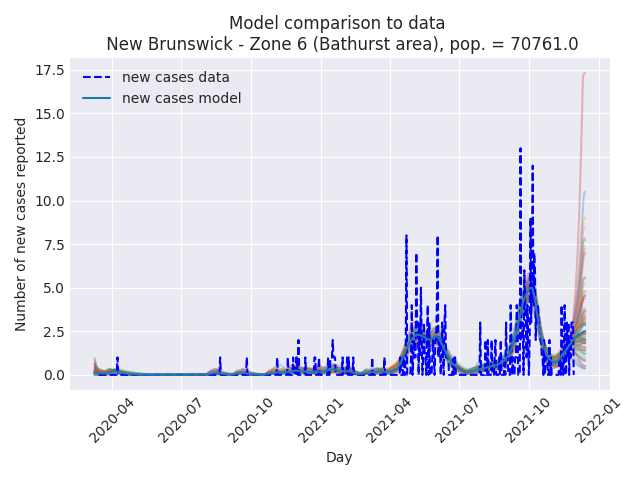 Model comparison to data
New Brunswick - Zone 6 (Bathurst area), pop. = 70761.0
new cases data
new cases model
Number of new cases reported
17.5
15.0
12.5
10.0
7.5
5.0
2.5
0.0
2020-04
2020-07
2020-10
2021-01
2021-04
2021-07
2021-10
2022-01
Day